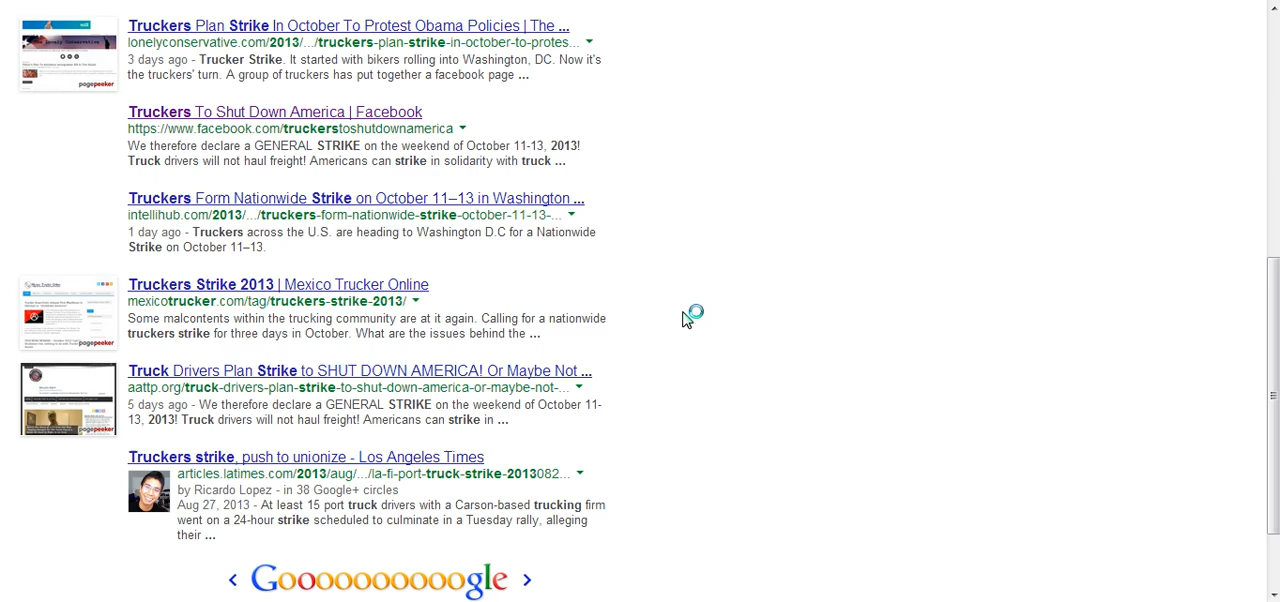 Truckers Plan Strike In October To Protest Obama Policies | The ...
lonelyconservative.com/2013/.../truckers-plan-strike-in-october-to-protes...
3 days ago - Trucker Strike. It started with bikers rolling into Washington, DC. Now it's
the truckers' turn. A group of truckers has put together a facebook page ...
pagepeeker
Truckers To Shut Down America | Facebook
https://www.facebook.com/truckerstoshutdownamerica
We therefore declare a GENERAL STRIKE on the weekend of October 11-13, 2013!
Truck drivers will not haul freight! Americans can strike in solidarity with truck ...
Truckers Form Nationwide Strike on October 11–13 in Washington ...
intellihub.com/2013/.../truckers-form-nationwide-strike-october-11-13-...
1 day ago - Truckers across the U.S. are heading to Washington D.C for a Nationwide
Strike on October 11–13.
Truckers Strike 2013 | Mexico Trucker Online
mexicotrucker.com/tag/truckers-strike-2013/
Some malcontents within the trucking community are at it again. Calling for a nationwide
truckers strike for three days in October. What are the issues behind the ...
pagepeeker
Truck Drivers Plan Strike to SHUT DOWN AMERICA! Or Maybe Not ...
aattp.org/truck-drivers-plan-strike-to-shut-down-america-or-maybe-not-...
5 days ago - We therefore declare a GENERAL STRIKE on the weekend of October 11-
13, 2013! Truck drivers will not haul freight! Americans can strike in ...
pagepeeker
Truckers strike, push to unionize - Los Angeles Times
articles.latimes.com/2013/aug/.../la-fi-port-truck-strike-2013082...
by Ricardo Lopez - in 38 Google+ circles
Aug 27, 2013 - At least 15 port truck drivers with a Carson-based trucking firm
went on a 24-hour strike scheduled to culminate in a Tuesday rally, alleging
their ...
< Goooooooooogle >